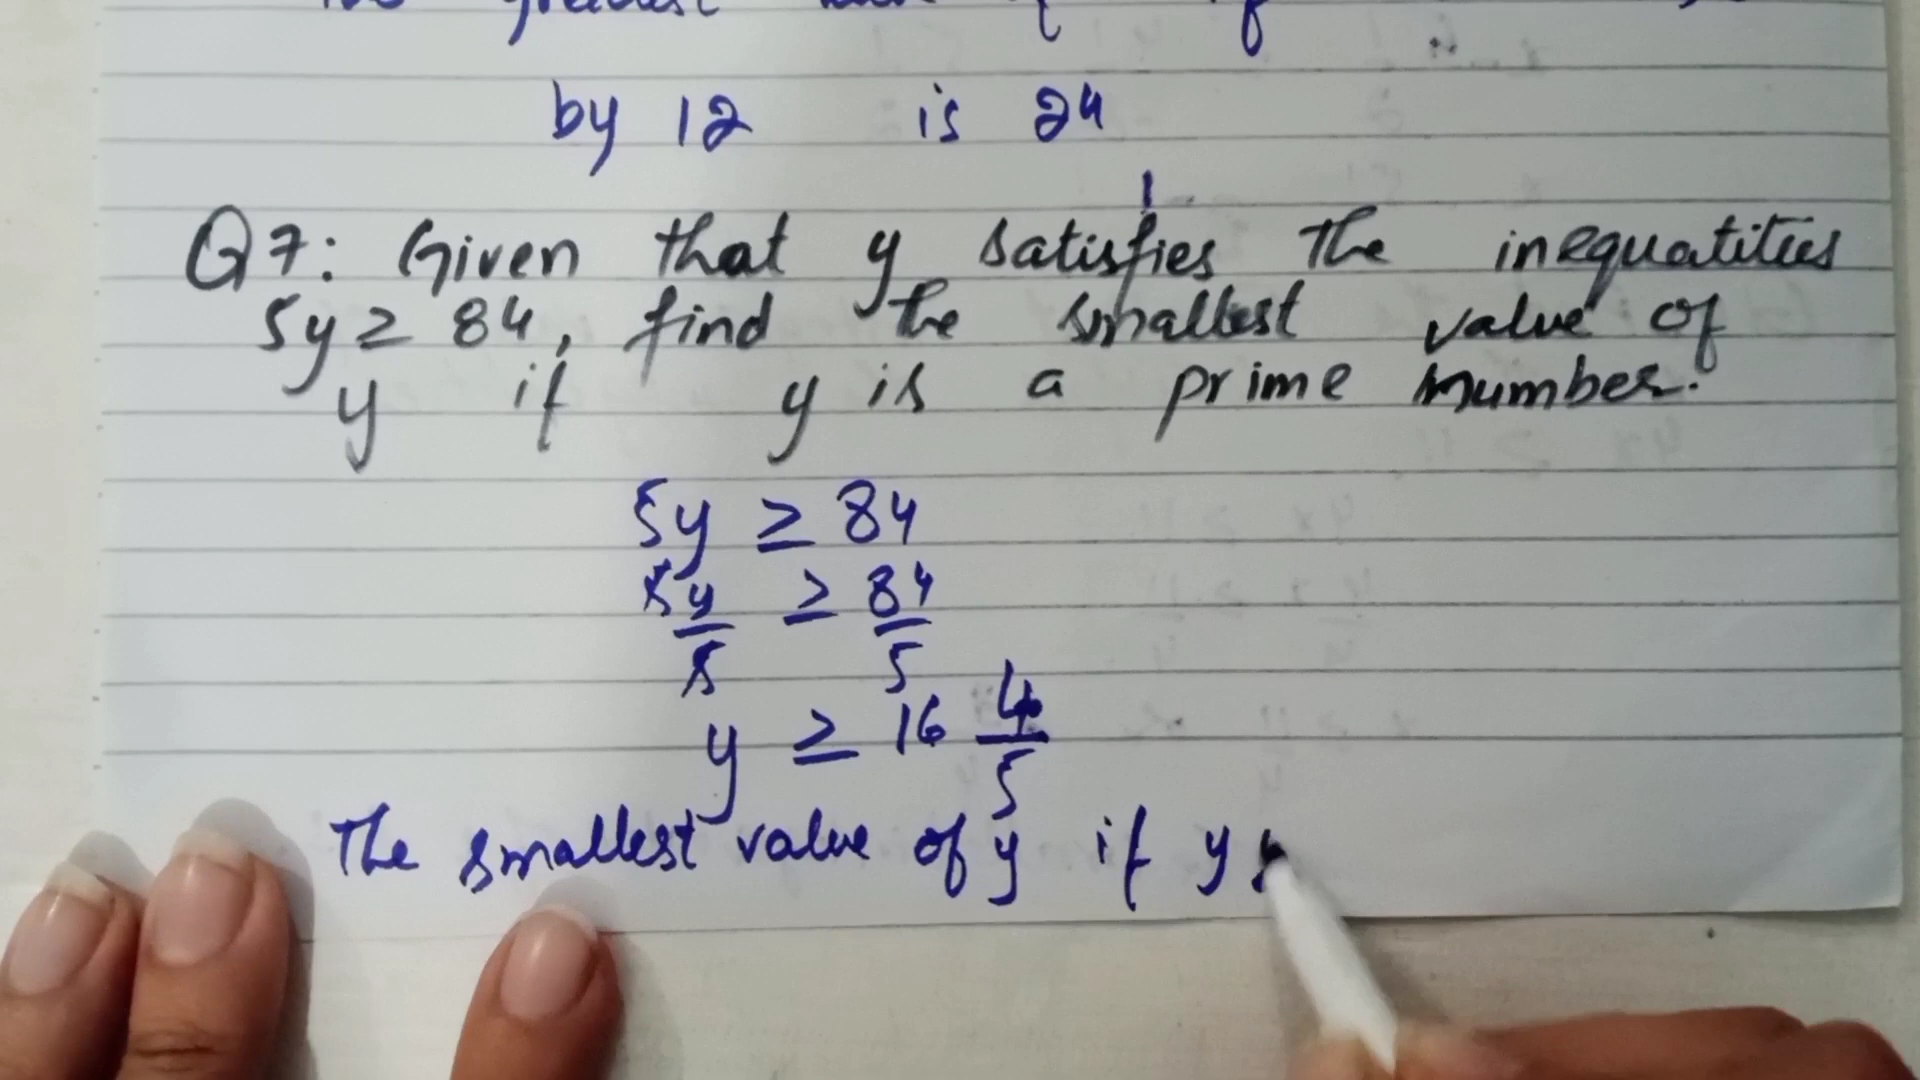 greatest
by 12 is 24
Q7: Given that y satisfies the inequatities
5y ≥ 84, find the smallest value of
y if y is a prime number.
5y ≥ 84
5y/5 ≥ 84/5
y ≥ 16 4/5
The smallest value of y if y